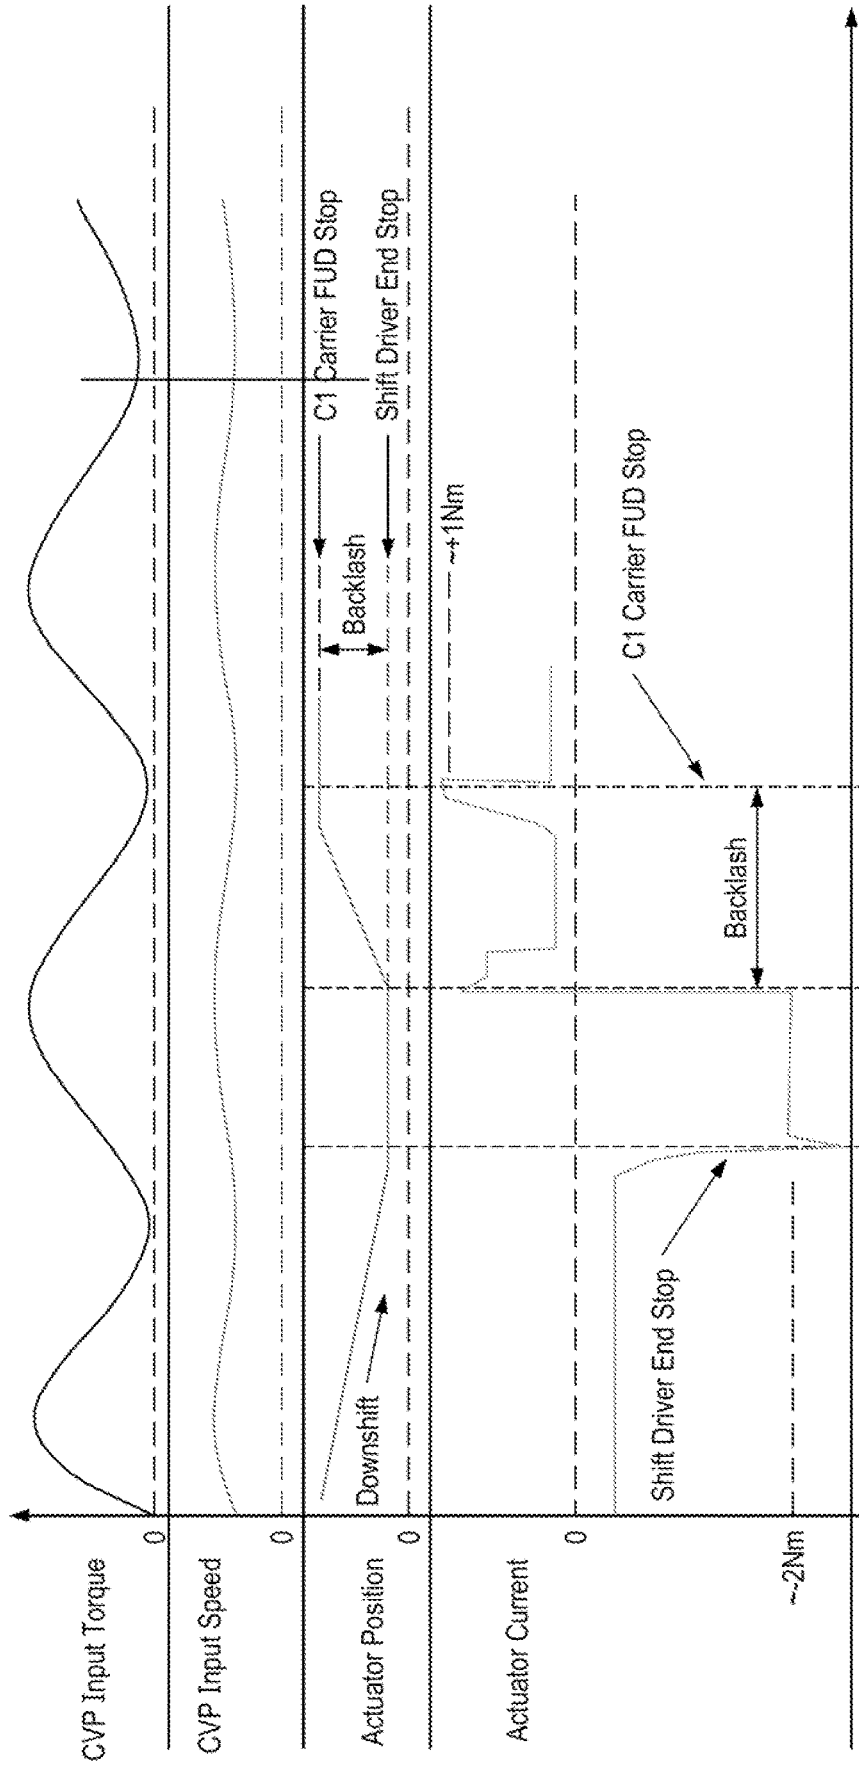 CVP Input Torque
0
CVP Input Speed
0
Actuator Position
0
Downshift
Backlash
C1 Carrier FUD Stop
Shift Driver End Stop
Actuator Current
0
~-2Nm
~+1Nm
Shift Driver End Stop
Backlash
C1 Carrier FUD Stop